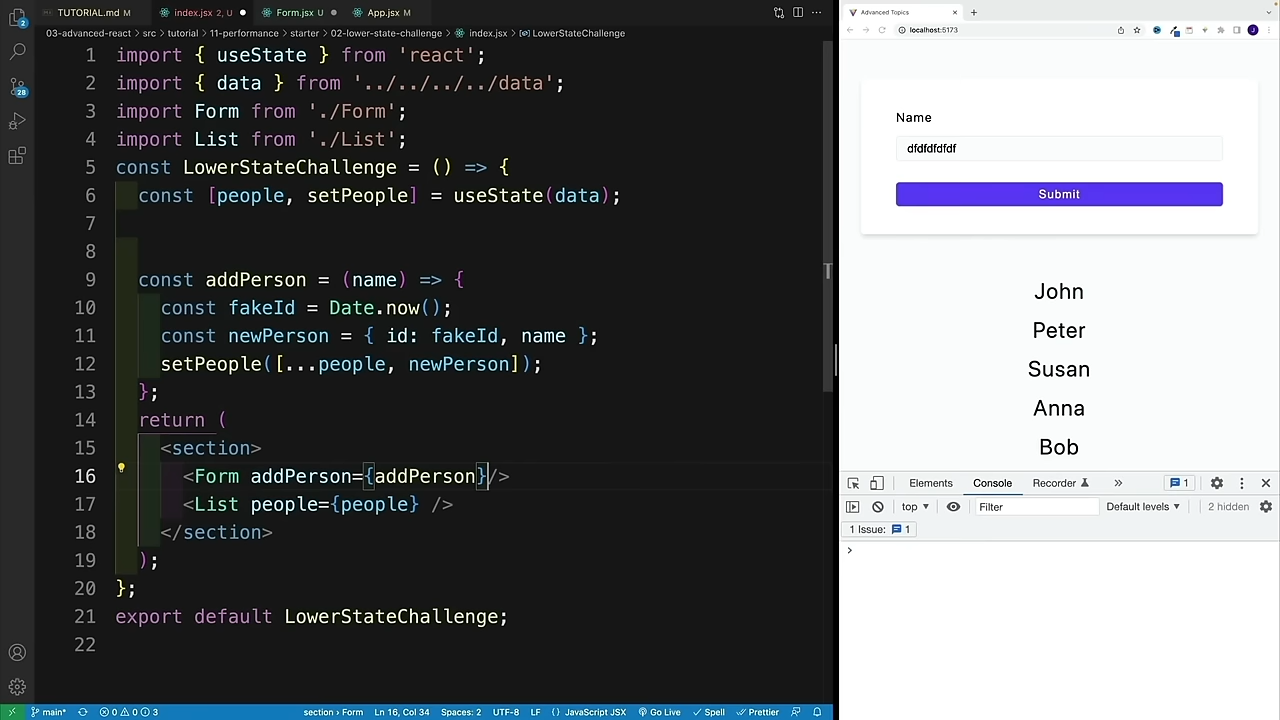 TUTORIAL.md M
index.jsx 2, U
Form.jsx U
App.jsx M
03-advanced-react > src > tutorial > 11-performance > starter > 02-lower-state-challenge > index.jsx > LowerStateChallenge
1 import { useState } from 'react';
2 import { data } from '../../../../data';
3 import Form from './Form';
4 import List from './List';
5 const LowerStateChallenge = () => {
6 const [people, setPeople] = useState(data);
7
8
9 const addPerson = (name) => {
10 const fakeId = Date.now();
11 const newPerson = { id: fakeId, name };
12 setPeople([...people, newPerson]);
13 };
14 return (
15 <section>
16 <Form addPerson={addPerson}/>
17 <List people={people} />
18 </section>
19 );
20 };
21 export default LowerStateChallenge;
22
2
28
main* 0 0 3 section > Form Ln 16, Col 34 Spaces: 2 UTF-8 LF { } JavaScript JSX Go Live Spell Prettier
Advanced Topics
localhost:5173
J
Name
dfdfdfdfdf
Submit
John
Peter
Susan
Anna
Bob
Elements Console Recorder » 1
top Filter Default levels 2 hidden
1 Issue: 1
>